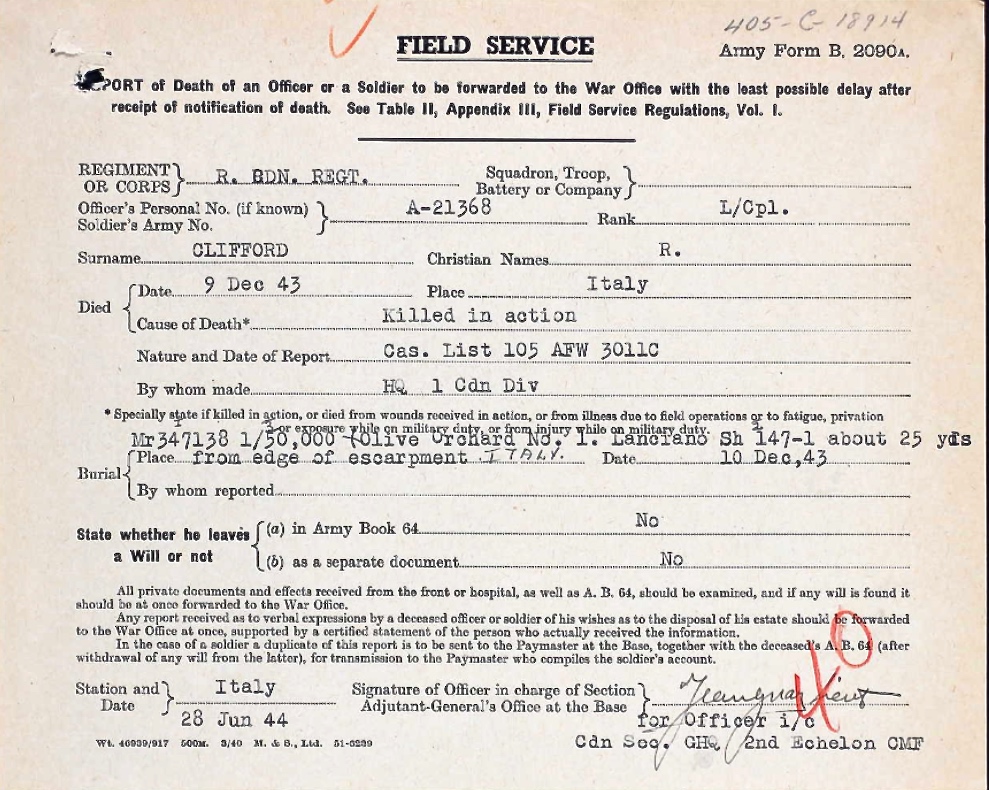 405-C-18914
FIELD SERVICE
Army Form B. 2090A.
PORT of Death of an Officer or a Soldier to be forwarded to the War Office with the least possible delay after
receipt of notification of death. See Table II, Appendix III, Field Service Regulations, Vol. I.
REGIMENT OR CORPS } R. BDN. REGT. Squadron, Troop, Battery or Company }
Officer's Personal No. (if known) Soldier's Army No. } A-21368 Rank L/Cpl.
Surname CLIFFORD Christian Names R.
Died { Date 9 Dec 43 Place Italy
Cause of Death* Killed in action
Nature and Date of Report Cas. List 105 AFW 3011C
By whom made HQ 1 Cdn Div
* Specially state if killed in action, or died from wounds received in action, or from illness due to field operations or to fatigue, privation
or exposure while on military duty, or from injury while on military duty.
Mr347138 1/50,000 (Olive Orchard No. 1. Lanciano Sh 147-1 about 25 yds
Burial { Place from edge of escarpment ITALY. Date 10 Dec,43
By whom reported
State whether he leaves a Will or not { (a) in Army Book 64 No
(b) as a separate document No
All private documents and effects received from the front or hospital, as well as A. B. 64, should be examined, and if any will is found it
should be at once forwarded to the War Office.
Any report received as to verbal expressions by a deceased officer or soldier of his wishes as to the disposal of his estate should be forwarded
to the War Office at once, supported by a certified statement of the person who actually received the information.
In the case of a soldier a duplicate of this report is to be sent to the Paymaster at the Base, together with the deceased's A. B. 64 (after
withdrawal of any will from the latter), for transmission to the Paymaster who compiles the soldier's account.
40
Station and Date } Italy Signature of Officer in charge of Section Adjutant-General's Office at the Base }
28 Jun 44 for Officer i/c
Wt. 46939/917 500M. 3/40 M. & S., Ltd. 51-5239 Cdn Sec. GHQ 2nd Echelon CMF